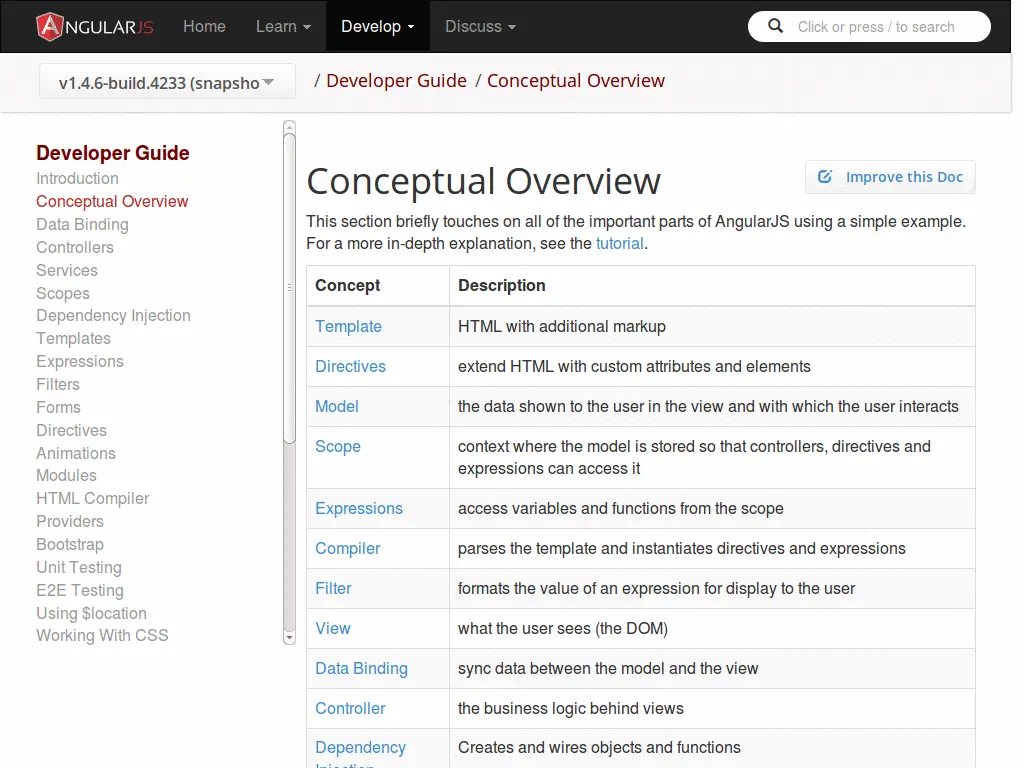 ANGULARJS Home Learn Develop Discuss Click or press / to search
v1.4.6-build.4233 (snapsho / Developer Guide / Conceptual Overview
Developer Guide
Introduction
Conceptual Overview
Data Binding
Controllers
Services
Scopes
Dependency Injection
Templates
Expressions
Filters
Forms
Directives
Animations
Modules
HTML Compiler
Providers
Bootstrap
Unit Testing
E2E Testing
Using $location
Working With CSS
Conceptual Overview
Improve this Doc
This section briefly touches on all of the important parts of AngularJS using a simple example.
For a more in-depth explanation, see the tutorial.
Concept Description
Template HTML with additional markup
Directives extend HTML with custom attributes and elements
Model the data shown to the user in the view and with which the user interacts
Scope context where the model is stored so that controllers, directives and
expressions can access it
Expressions access variables and functions from the scope
Compiler parses the template and instantiates directives and expressions
Filter formats the value of an expression for display to the user
View what the user sees (the DOM)
Data Binding sync data between the model and the view
Controller the business logic behind views
Dependency Creates and wires objects and functions